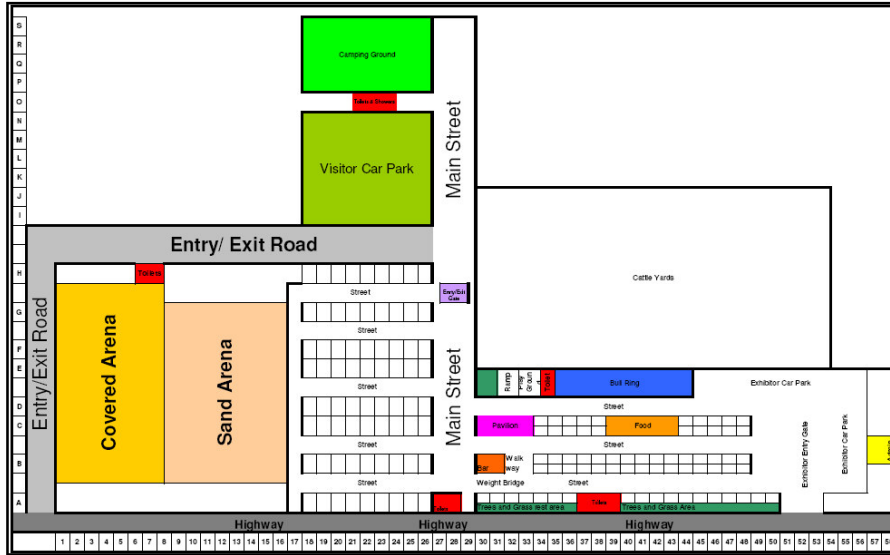 S
R
Q
P
O
N
M
L
K
J
I
H
G
F
E
D
C
B
A
Camping Ground
Visitor Car Park
Main Street
Entry/ Exit Road
Entry/Exit Road
Toilets
Covered Arena
Sand Arena
Street
Street
Street
Street
Street
Entry/Exit
Gate
Main Street
Cattle Yards
Ramp
Play
Groun
d
Toilet
Bull Ring
Exhibitor Car Park
Street
Pavilion
Food
Street
Bar
Walk
way
Weight Bridge
Street
Exhibitor Entry Gate
Exhibitor Car Park
Trees and Grass rest area
Trees and Grass Area
Highway
Highway
Highway
1 2 3 4 5 6 7 8 9 10 11 12 13 14 15 16 17 18 19 20 21 22 23 24 25 26 27 28 29 30 31 32 33 34 35 36 37 38 39 40 41 42 43 44 45 46 47 48 49 50 51 52 53 54 55 56 57